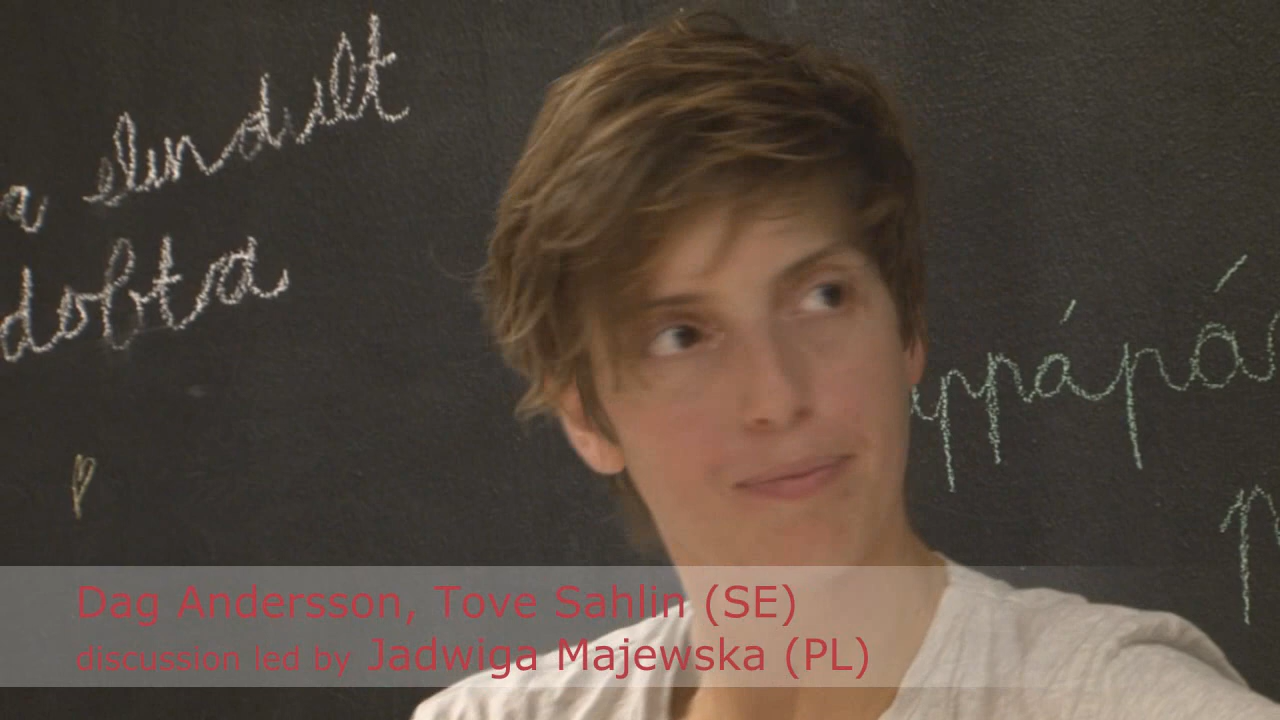 a elindult
dobta
Dag Andersson, Tove Sahlin (SE)
discussion led by Jadwiga Majewska (PL)